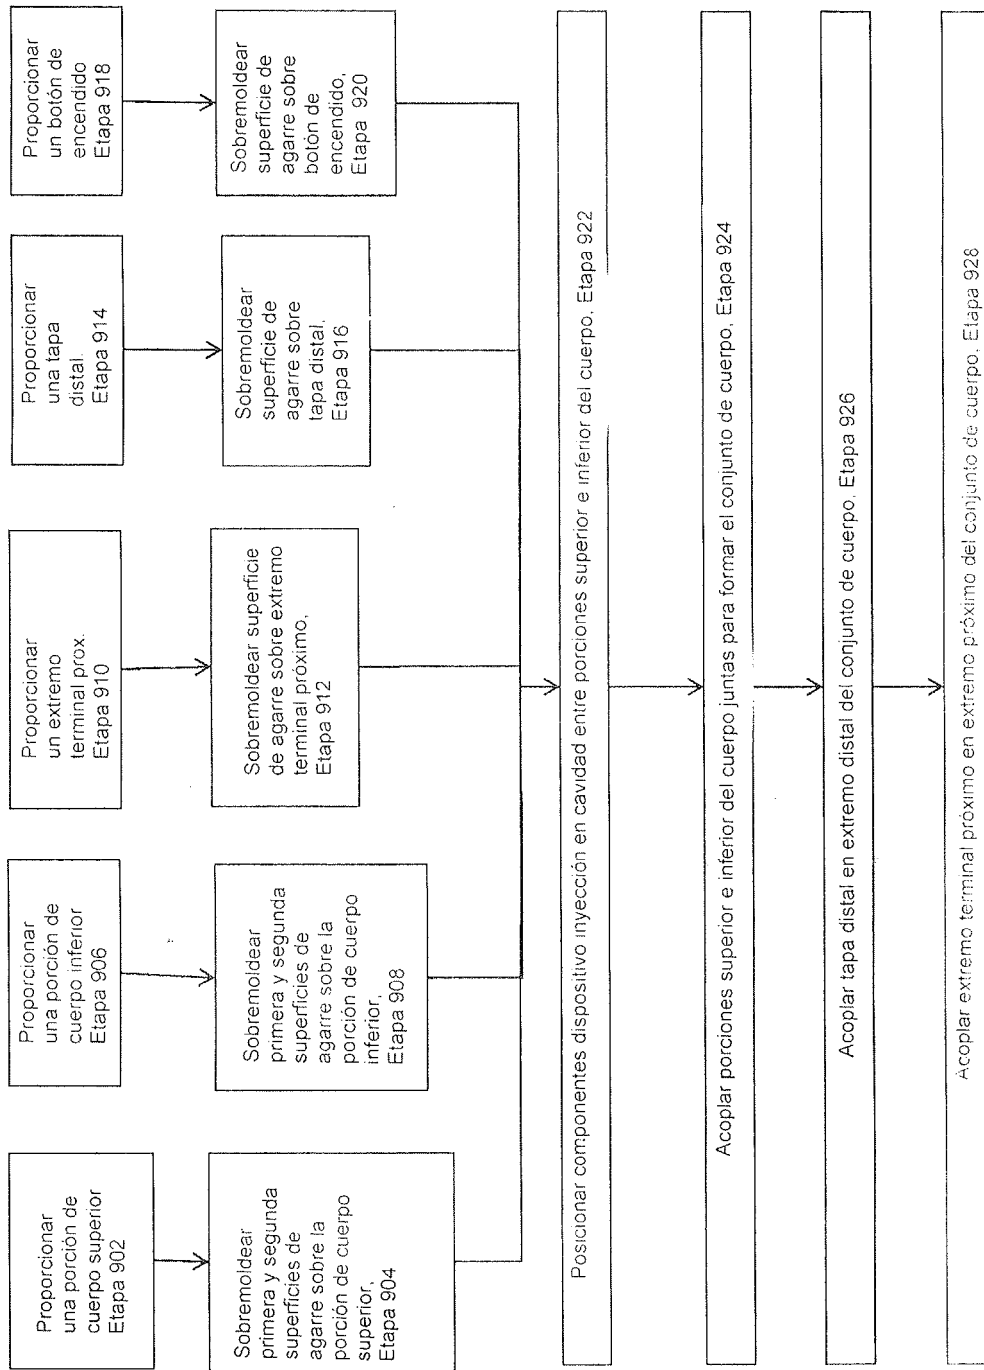 Proporcionar
una porción de
cuerpo superior
Etapa 902
Proporcionar
una porción de
cuerpo inferior
Etapa 906
Proporcionar
un extremo
terminal prox.
Etapa 910
Proporcionar
una tapa
distal.
Etapa 914
Proporcionar
un botón de
encendido
Etapa 918
Sobremoldear
primera y segunda
superficies de
agarre sobre la
porción de cuerpo
superior,
Etapa 904
Sobremoldear
primera y segunda
superficies de
agarre sobre la
porción de cuerpo
inferior,
Etapa 908
Sobremoldear superficie
de agarre sobre extremo
terminal próximo,
Etapa 912
Sobremoldear
superficie de
agarre sobre
tapa distal,
Etapa 916
Sobremoldear
superficie de
agarre sobre
botón de
encendido,
Etapa 920
Posicionar componentes dispositivo inyección en cavidad entre porciones superior e inferior del cuerpo, Etapa 922
Acoplar porciones superior e inferior del cuerpo juntas para formar el conjunto de cuerpo, Etapa 924
Acoplar tapa distal en extremo distal del conjunto de cuerpo, Etapa 926
Acoplar extremo terminal próximo en extremo próximo del conjunto de cuerpo, Etapa 928